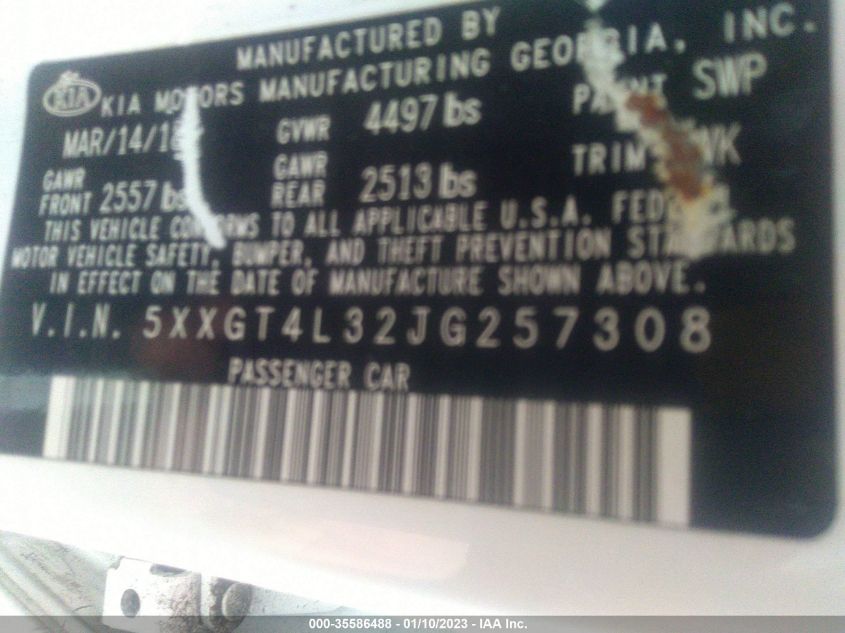 MANUFACTURED BY
KIA KIA MOTORS MANUFACTURING GEORGIA, INC.
MAR/14/18 GVWR 4497 lbs PAINT SWP
GAWR FRONT 2557 lbs GAWR REAR 2513 lbs TRIM WK
THIS VEHICLE CONFORMS TO ALL APPLICABLE U.S.A. FEDERAL
MOTOR VEHICLE SAFETY, BUMPER, AND THEFT PREVENTION STANDARDS
IN EFFECT ON THE DATE OF MANUFACTURE SHOWN ABOVE.
V.I.N. 5XXGT4L32JG257308
PASSENGER CAR
000-35586488 - 01/10/2023 - IAA Inc.